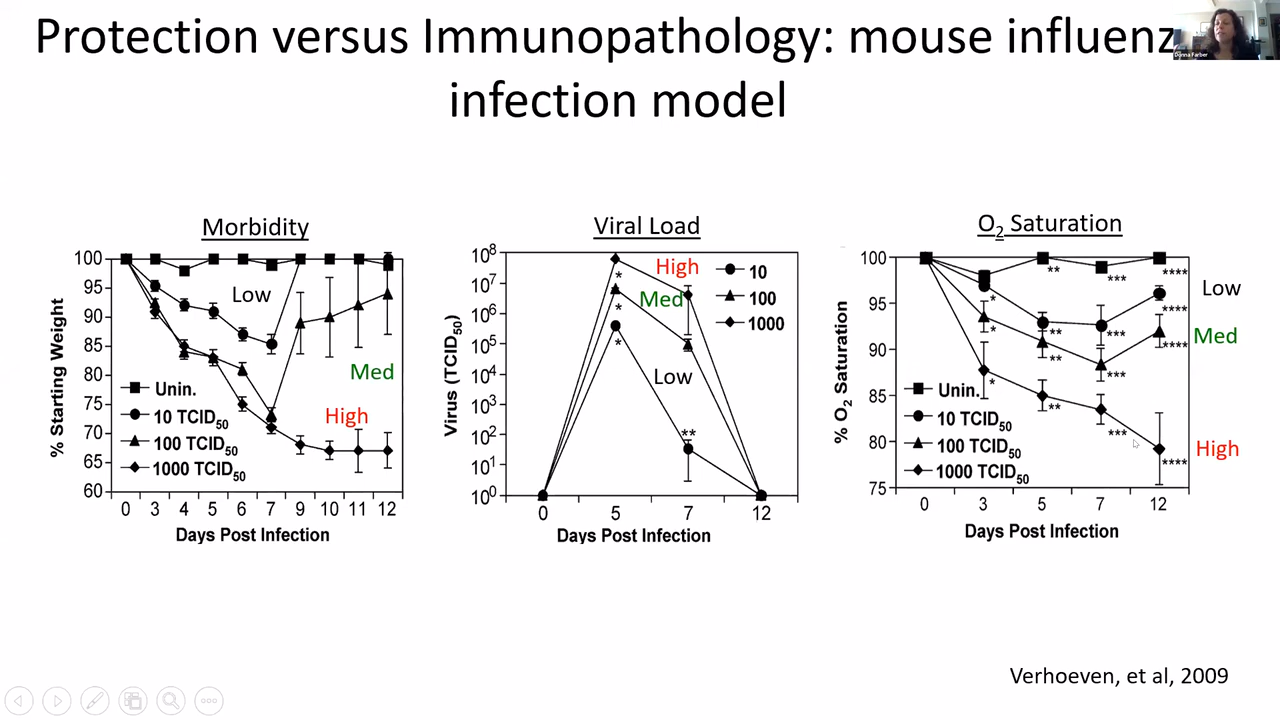 Protection versus Immunopathology: mouse influenz
infection model
Donna Farber
Morbidity
% Starting Weight
100
95
90
85
80
75
70
65
60
Low
Med
High
Unin.
10 TCID50
100 TCID50
1000 TCID50
0 3 4 5 6 7 9 10 11 12
Days Post Infection
Viral Load
Virus (TCID50)
10^8
10^7
10^6
10^5
10^4
10^3
10^2
10^1
10^0
High
Med
Low
10
100
1000
*
*
*
**
0 5 7 12
Days Post Infection
O2 Saturation
% O2 Saturation
100
95
90
85
80
75
** *** ****
* ** *** ****
* ** *** ****
* ** *** ****
Unin.
10 TCID50
100 TCID50
1000 TCID50
Low
Med
High
0 3 5 7 12
Days Post Infection
Verhoeven, et al, 2009